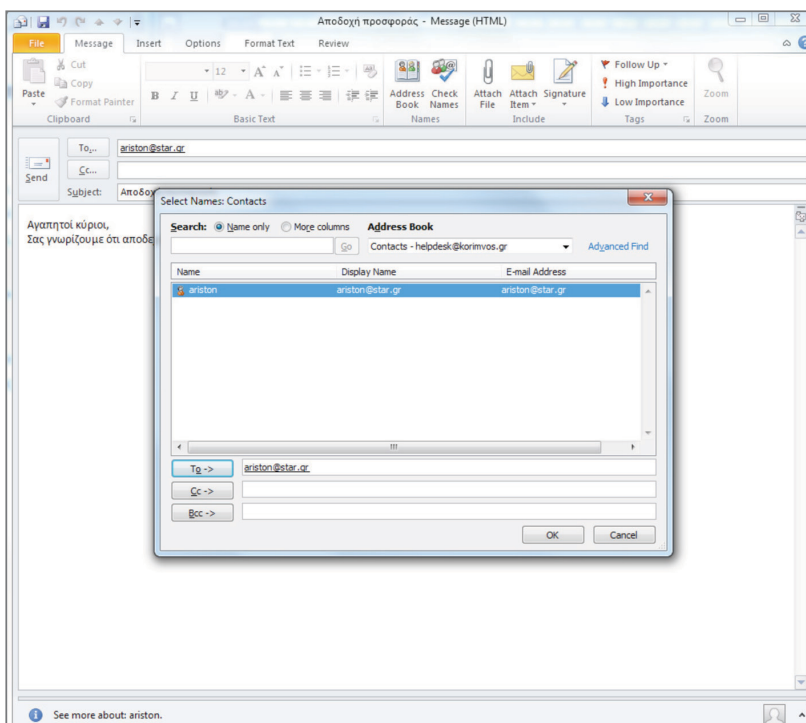 Αποδοχή προσφοράς - Message (HTML)
File Message Insert Options Format Text Review
Cut
Copy
Format Painter
Paste
Clipboard
12
B I U
Basic Text
Address Book
Check Names
Names
Attach File
Attach Item
Signature
Include
Follow Up
High Importance
Low Importance
Tags
Zoom
Zoom
Send
To...
ariston@star.gr
Cc...
Subject:
Αγαπητοί κύριοι,
Σας γνωρίζουμε ότι
Select Names: Contacts
Search: Name only More columns Address Book
Go Contacts - helpdesk@korimvos.gr Advanced Find
Name Display Name E-mail Address
ariston ariston@star.gr ariston@star.gr
To -> ariston@star.gr
Cc ->
Bcc ->
OK Cancel
See more about: ariston.